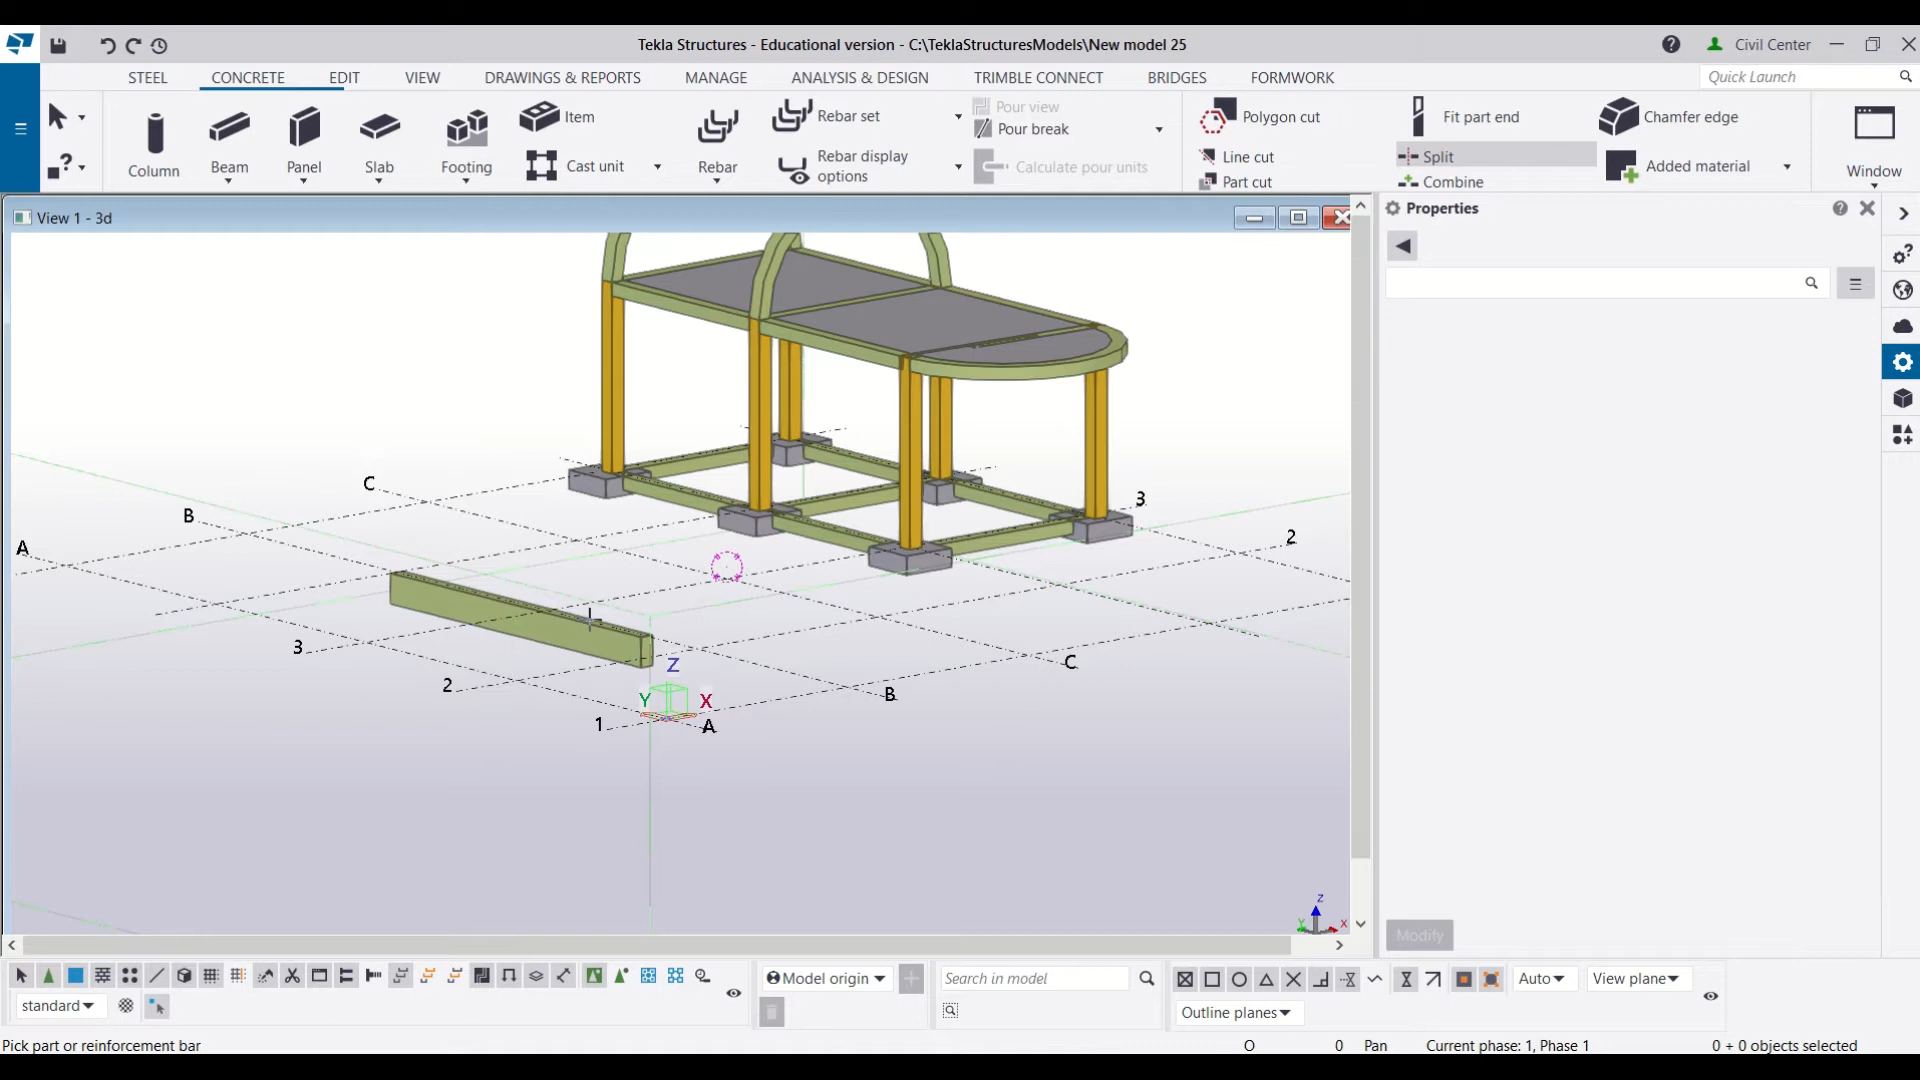 Tekla Structures - Educational version - C:\TeklaStructuresModels\New model 25
Civil Center
STEEL CONCRETE EDIT VIEW DRAWINGS & REPORTS MANAGE ANALYSIS & DESIGN TRIMBLE CONNECT BRIDGES FORMWORK
Quick Launch
Column
Beam
Panel
Slab
Footing
Item
Cast unit
Rebar
Rebar set
Rebar display
options
Pour view
Pour break
Calculate pour units
Polygon cut
Line cut
Part cut
Fit part end
Split
Combine
Chamfer edge
Added material
Window
View 1 - 3d
Properties
C
B
A
3
2
3
2
1
Z
Y X
A
B
C
Z
Y X
Modify
Model origin
Search in model
Auto
View plane
standard
Outline planes
Pick part or reinforcement bar
O 0 Pan Current phase: 1, Phase 1 0 + 0 objects selected